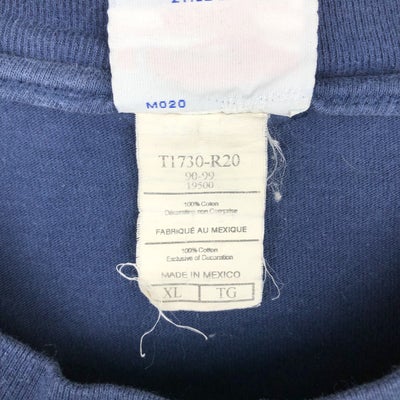 M020
T1730-R20
90-99
19500
100% Coton
Décoration non Comprise
FABRIQUÉ AU MEXIQUE
100% Cotton
Exclusive of Decoration
MADE IN MEXICO
XL TG